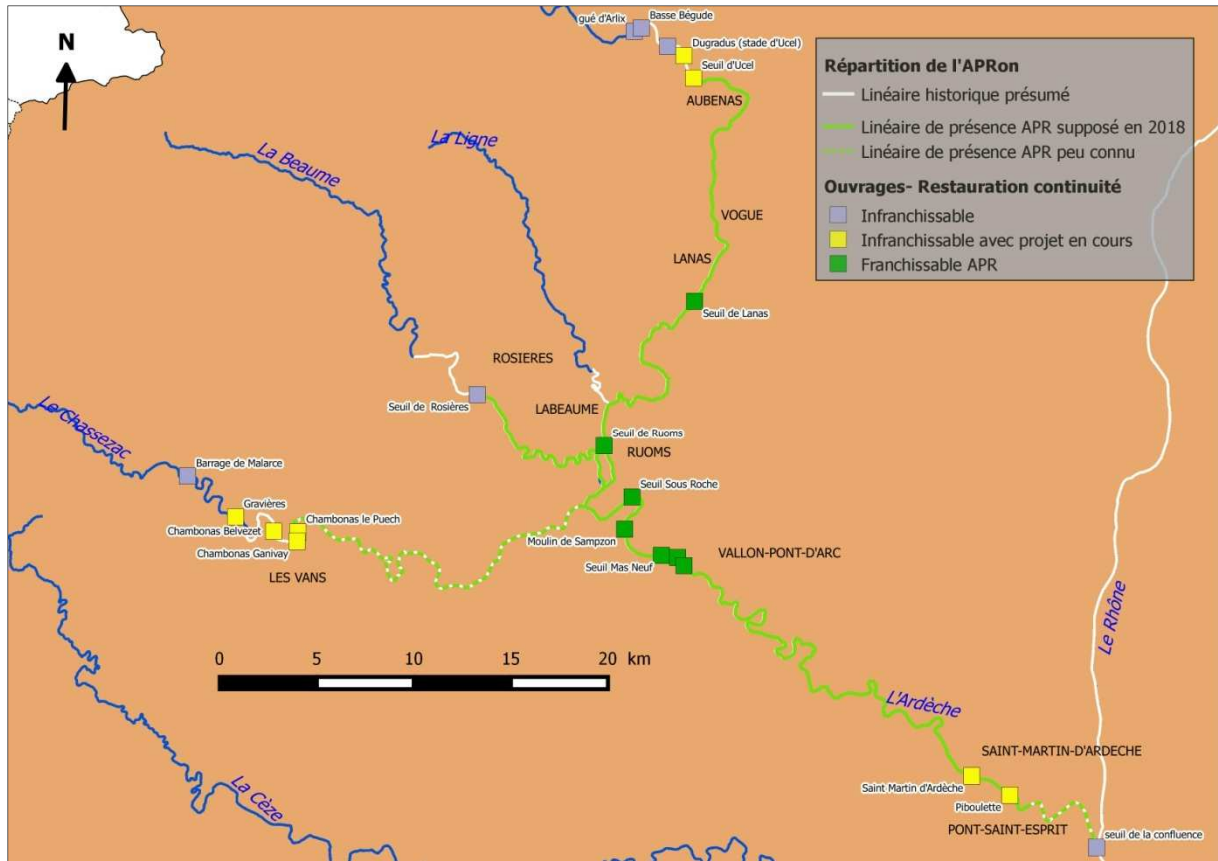 gué d'Arlix
Basse Bégude
Dugradus (stade d'Ucel)
Seuil d'Ucel
AUBENAS
N
Répartition de l'APRon
Linéaire historique présumé
Linéaire de présence APR supposé en 2018
Linéaire de présence APR peu connu
Ouvrages- Restauration continuité
Infranchissable
Infranchissable avec projet en cours
Franchissable APR
La Beaume
La Ligne
VOGUE
LANAS
Seuil de Lanas
ROSIERES
Seuil de Rosières
LABEAUME
Seuil de Ruoms
RUOMS
Le Chassezac
Barrage de Malarce
Gravières
Chambonas le Puech
Chambonas Belvezet
Chambonas Ganivay
LES VANS
Seuil Sous Roche
Moulin de Sampzon
Seuil Mas Neuf
VALLON-PONT-D'ARC
Le Rhône
0 5 10 15 20 km
L'Ardèche
SAINT-MARTIN-D'ARDECHE
Saint Martin d'Ardèche
Piboulette
PONT-SAINT-ESPRIT
seuil de la confluence
La Cèze